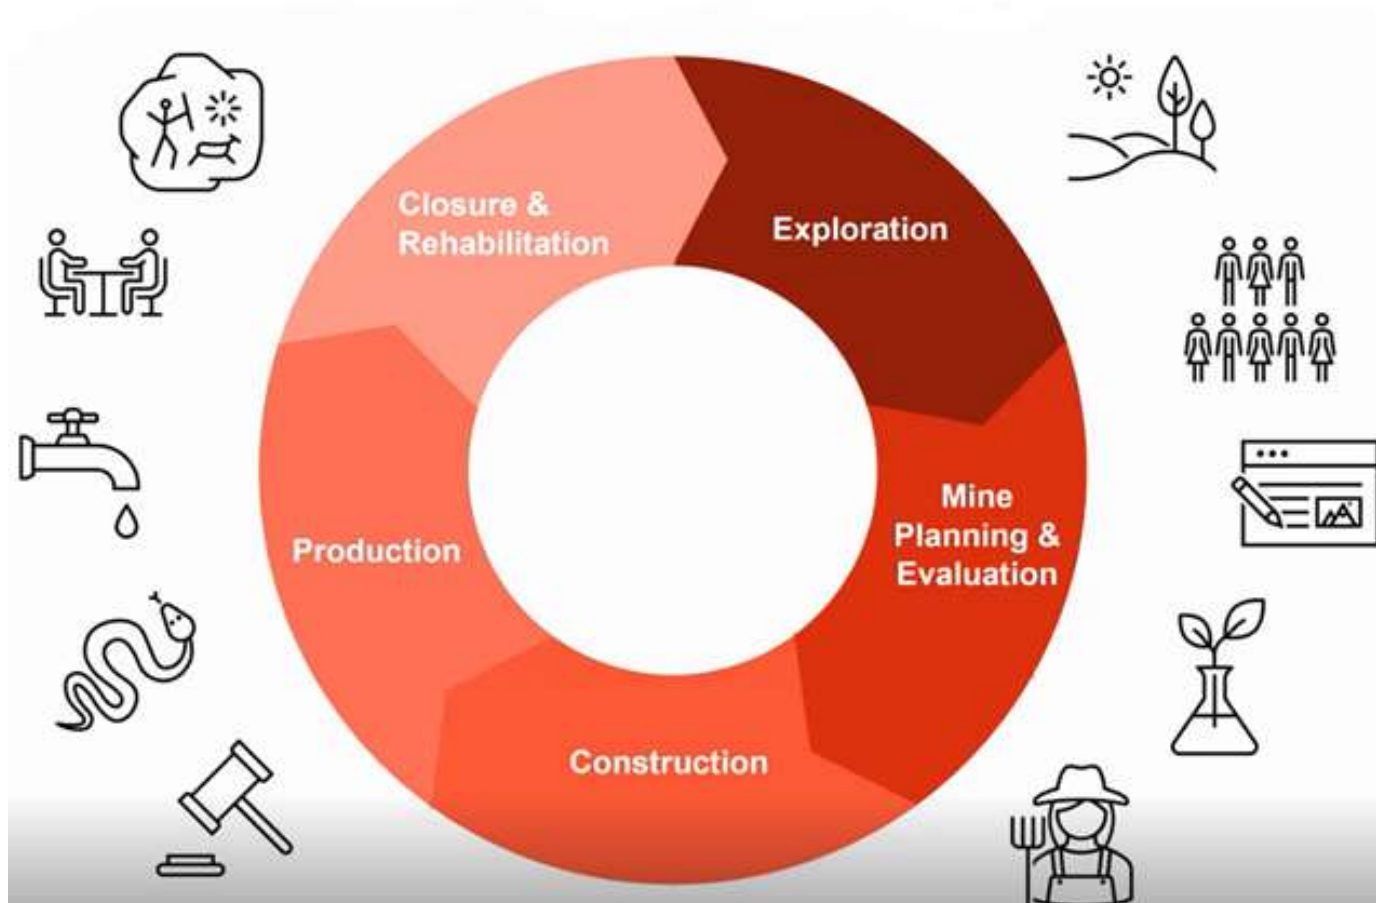 Exploration
Mine
Planning &
Evaluation
Construction
Production
Closure &
Rehabilitation